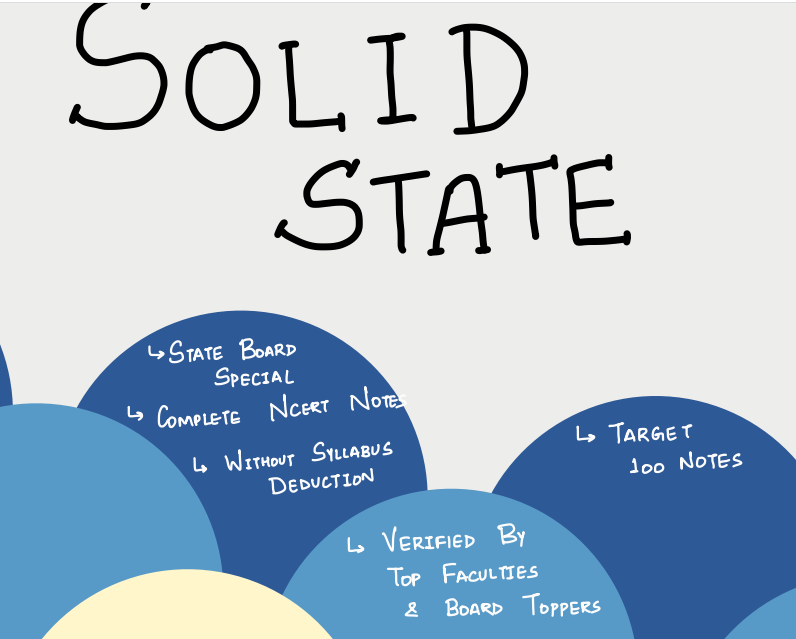 SOLID
STATE
↳ STATE BOARD
SPECIAL
↳ COMPLETE NCERT NOTES
↳ WITHOUT SYLLABUS
DEDUCTION
↳ TARGET
100 NOTES
↳ VERIFIED BY
TOP FACULTIES
& BOARD TOPPERS